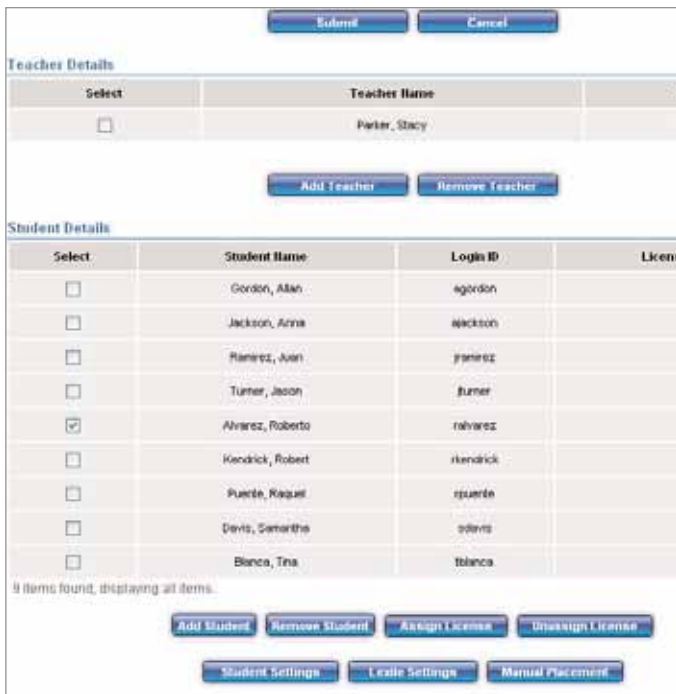 Submit Cancel
Teacher Details
Select Teacher Name
Parker, Stacy
Add Teacher Remove Teacher
Student Details
Select Student Name Login ID Licen
Gordon, Allan agordon
Jackson, Anna ajackson
Ramirez, Juan jramirez
Turner, Jason jturner
Alvarez, Roberto ralvarez
Kendrick, Robert rkendrick
Puente, Raquel rpuente
Davis, Samantha sdavis
Blanca, Tina tblanca
9 items found, displaying all items.
Add Student Remove Student Assign License Unassign License
Student Settings Lexile Settings Manual Placement